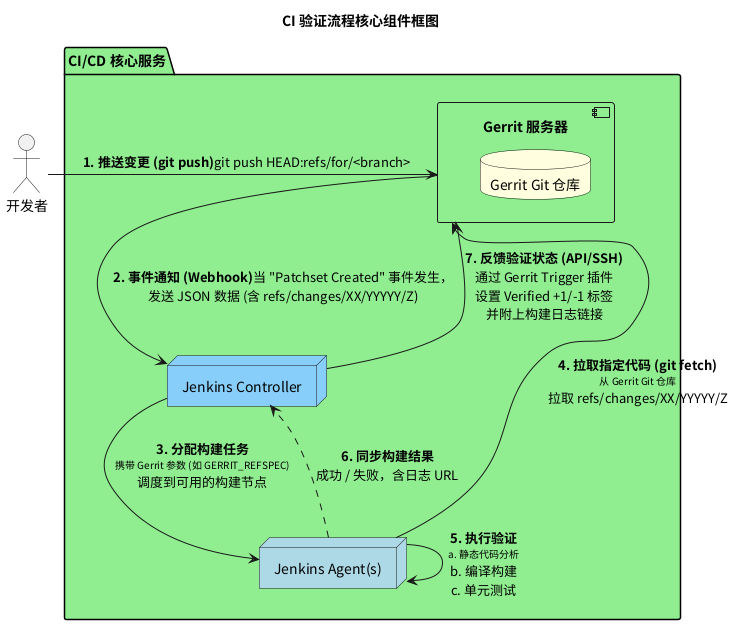 CI 验证流程核心组件框图
CI/CD 核心服务
Gerrit 服务器
Gerrit Git 仓库
开发者
1. 推送变更 (git push)git push HEAD:refs/for/<branch>
2. 事件通知 (Webhook)当 "Patchset Created" 事件发生，
发送 JSON 数据 (含 refs/changes/XX/YYYYY/Z)
7. 反馈验证状态 (API/SSH)
通过 Gerrit Trigger 插件
设置 Verified +1/-1 标签
并附上构建日志链接
Jenkins Controller
4. 拉取指定代码 (git fetch)
从 Gerrit Git 仓库
拉取 refs/changes/XX/YYYYY/Z
3. 分配构建任务
携带 Gerrit 参数 (如 GERRIT_REFSPEC)
调度到可用的构建节点
6. 同步构建结果
成功 / 失败，含日志 URL
Jenkins Agent(s)
5. 执行验证
a. 静态代码分析
b. 编译构建
c. 单元测试